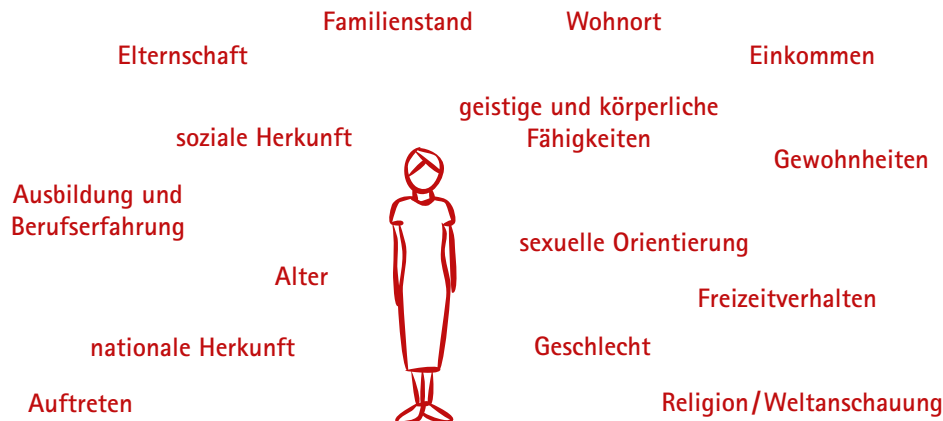 Familienstand
Wohnort
Elternschaft
Einkommen
geistige und körperliche
Fähigkeiten
soziale Herkunft
Gewohnheiten
Ausbildung und
Berufserfahrung
sexuelle Orientierung
Alter
Freizeitverhalten
nationale Herkunft
Geschlecht
Auftreten
Religion/Weltanschauung